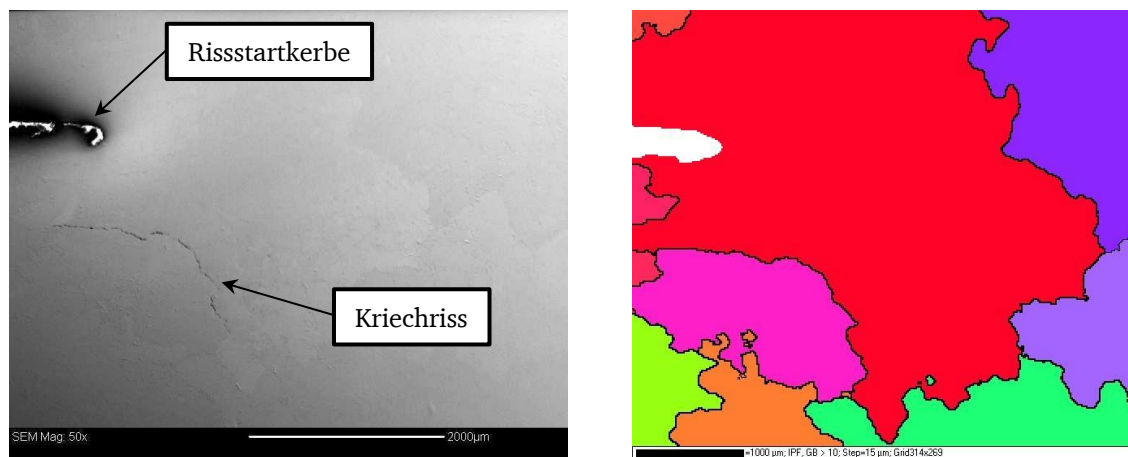 Rissstartkerbe
Kriechriss
SEM Mag: 50x 2000µm
=1000 µm; IPF, GB > 10; Step=15 µm; Grid314x269